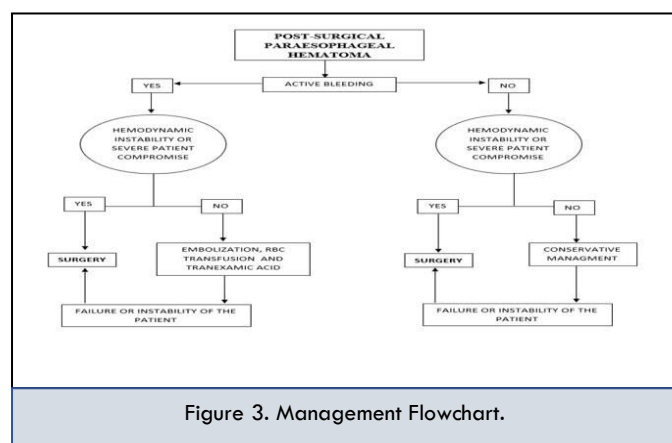 POST-SURGICAL
PARAESOPHAGEAL
HEMATOMA
YES
ACTIVE BLEEDING
NO
HEMODYNAMIC
INSTABILITY OR
SEVERE PATIENT
COMPROMISE
HEMODYNAMIC
INSTABILITY OR
SEVERE PATIENT
COMPROMISE
YES
NO
YES
NO
SURGERY
EMBOLIZATION, RBC
TRANSFUSION AND
TRANEXAMIC ACID
SURGERY
CONSERVATIVE
MANAGMENT
FAILURE OR INSTABILITY OF THE
PATIENT
FAILURE OR INSTABILITY OF THE
PATIENT
Figure 3. Management Flowchart.